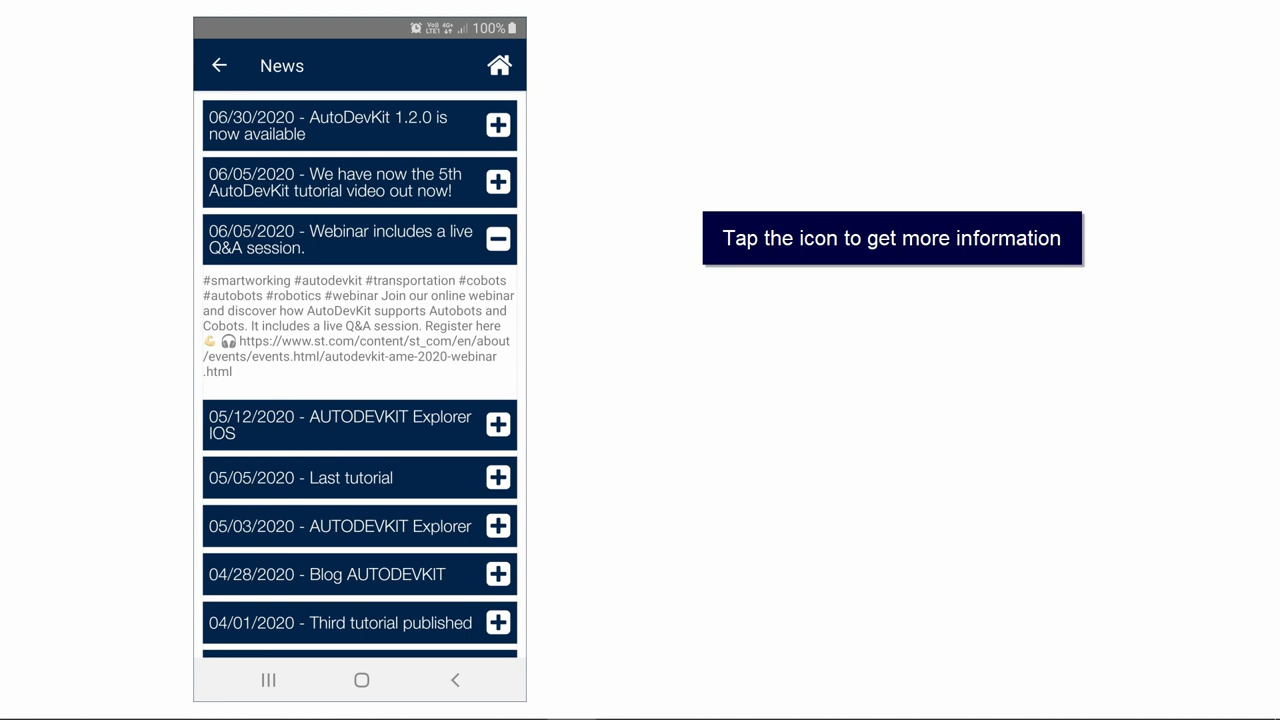 100%
News
06/30/2020 - AutoDevKit 1.2.0 is
now available
06/05/2020 - We have now the 5th
AutoDevKit tutorial video out now!
06/05/2020 - Webinar includes a live
Q&A session.
#smartworking #autodevkit #transportation #cobots
#autobots #robotics #webinar Join our online webinar
and discover how AutoDevKit supports Autobots and
Cobots. It includes a live Q&A session. Register here
💪 🎧 https://www.st.com/content/st_com/en/about
/events/events.html/autodevkit-ame-2020-webinar
.html
05/12/2020 - AUTODEVKIT Explorer
IOS
05/05/2020 - Last tutorial
05/03/2020 - AUTODEVKIT Explorer
04/28/2020 - Blog AUTODEVKIT
04/01/2020 - Third tutorial published
Tap the icon to get more information